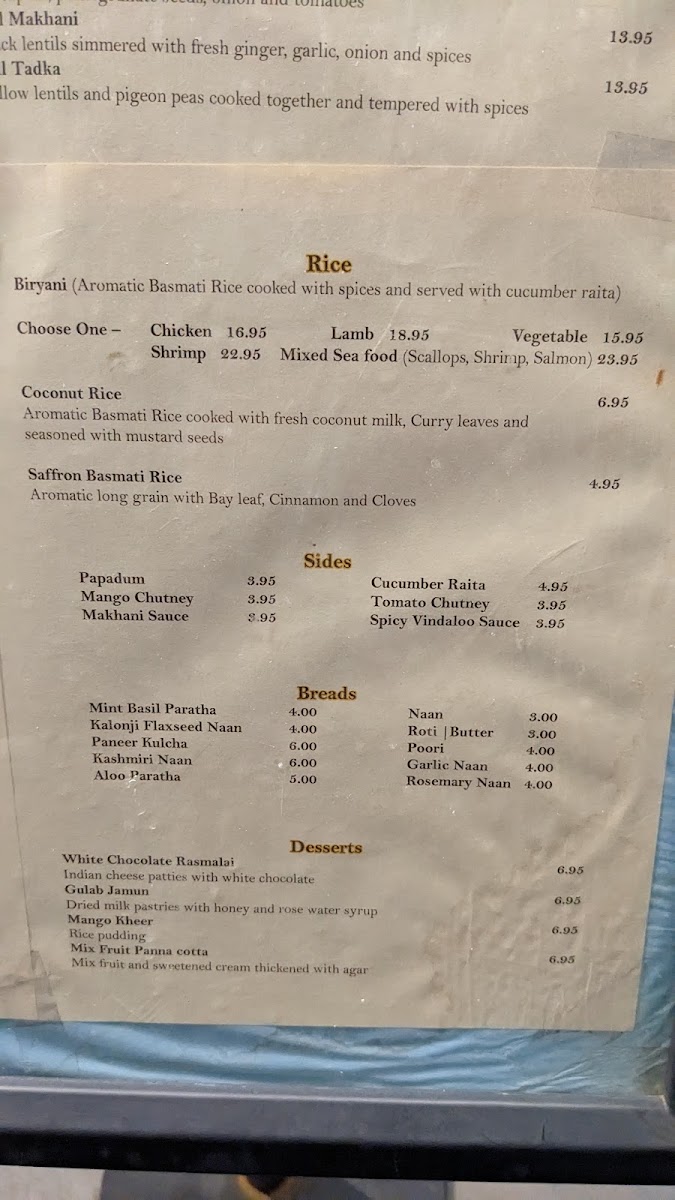 Makhani
lentils simmered with fresh ginger, garlic, onion and spices 13.95
Tadka
and pigeon peas cooked together and tempered with spices 13.95
Rice
Biryani (Aromatic Basmati Rice cooked with spices and served with cucumber raita)
Choose One – Chicken 16.95 Lamb 18.95 Vegetable 15.95
Shrimp 22.95 Mixed Sea food (Scallops, Shrimp, Salmon) 23.95
Coconut Rice 6.95
Aromatic Basmati Rice cooked with fresh coconut milk, Curry leaves and
seasoned with mustard seeds
Saffron Basmati Rice 4.95
Aromatic long grain with Bay leaf, Cinnamon and Cloves
Sides
Papadum 3.95 Cucumber Raita 4.95
Mango Chutney 3.95 Tomato Chutney 3.95
Makhani Sauce 3.95 Spicy Vindaloo Sauce 3.95
Breads
Mint Basil Paratha 4.00 Naan 3.00
Kalonji Flaxseed Naan 4.00 Roti | Butter 3.00
Paneer Kulcha 6.00 Poori 4.00
Kashmiri Naan 6.00 Garlic Naan 4.00
Aloo Paratha 5.00 Rosemary Naan 4.00
Desserts
White Chocolate Rasmalai 6.95
Indian cheese patties with white chocolate
Gulab Jamun 6.95
Dried milk pastries with honey and rose water syrup
Mango Kheer 6.95
Rice pudding
Mix Fruit Panna cotta 6.95
Mix fruit and sweetened cream thickened with agar